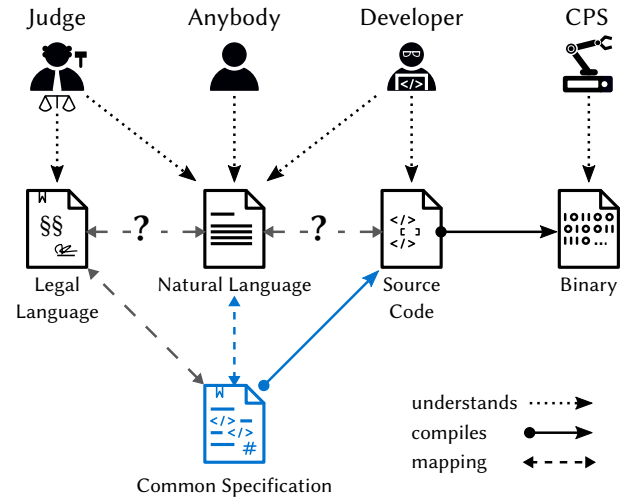 Judge
Anybody
Developer
CPS
</>
§§
</>
[ ]
</>
? ?
Legal
Language
Natural Language
Source
Code
Binary
</>
</>
#
understands
compiles
mapping
Common Specification